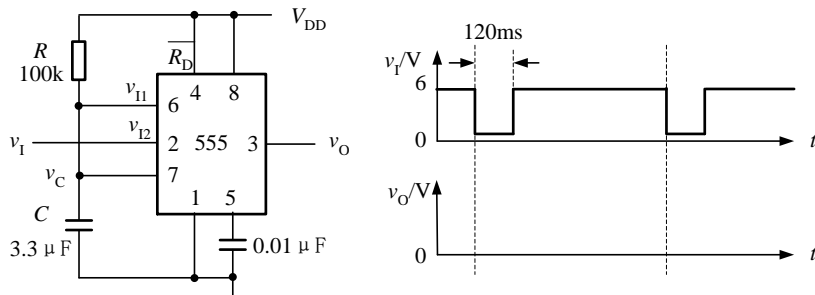 V_DD
R
100k
R̅_D
4
8
v_I1
6
v_I
v_I2
2
555
3
v_O
v_C
7
1
5
C
3.3 μF
0.01 μF
120ms
v_I/V
6
0
t
v_O/V
0
t